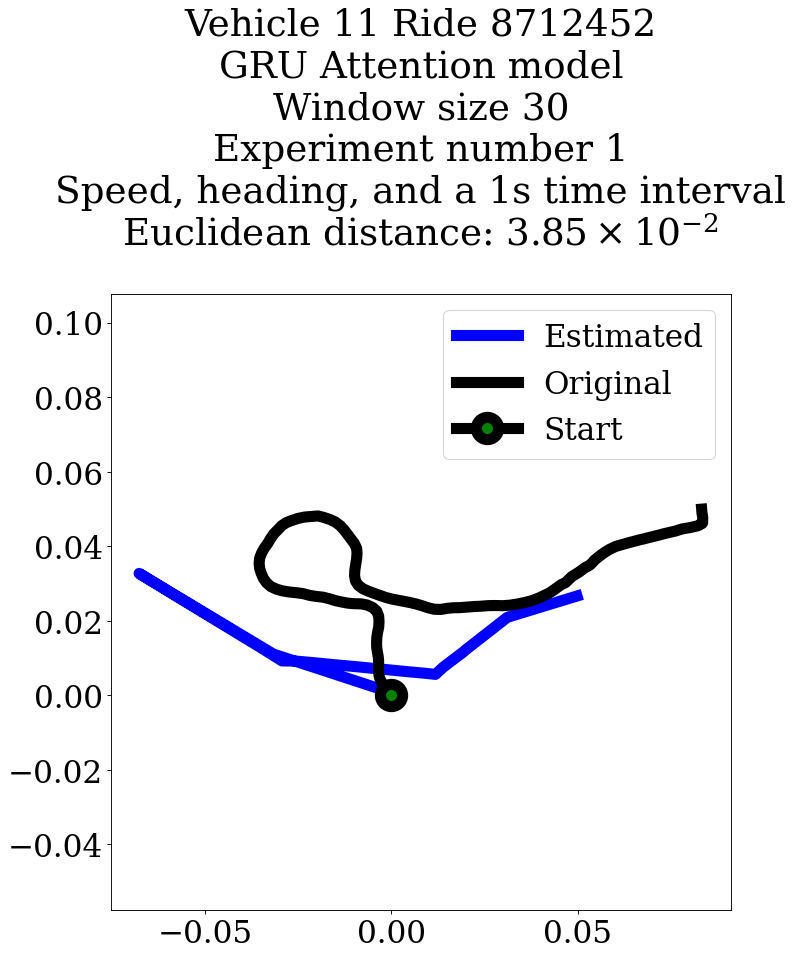 Vehicle 11 Ride 8712452
GRU Attention model
Window size 30
Experiment number 1
Speed, heading, and a 1s time interval
Euclidean distance: 3.85 × 10⁻²
Estimated
Original
Start
0.10
0.08
0.06
0.04
0.02
0.00
−0.02
−0.04
−0.05
0.00
0.05